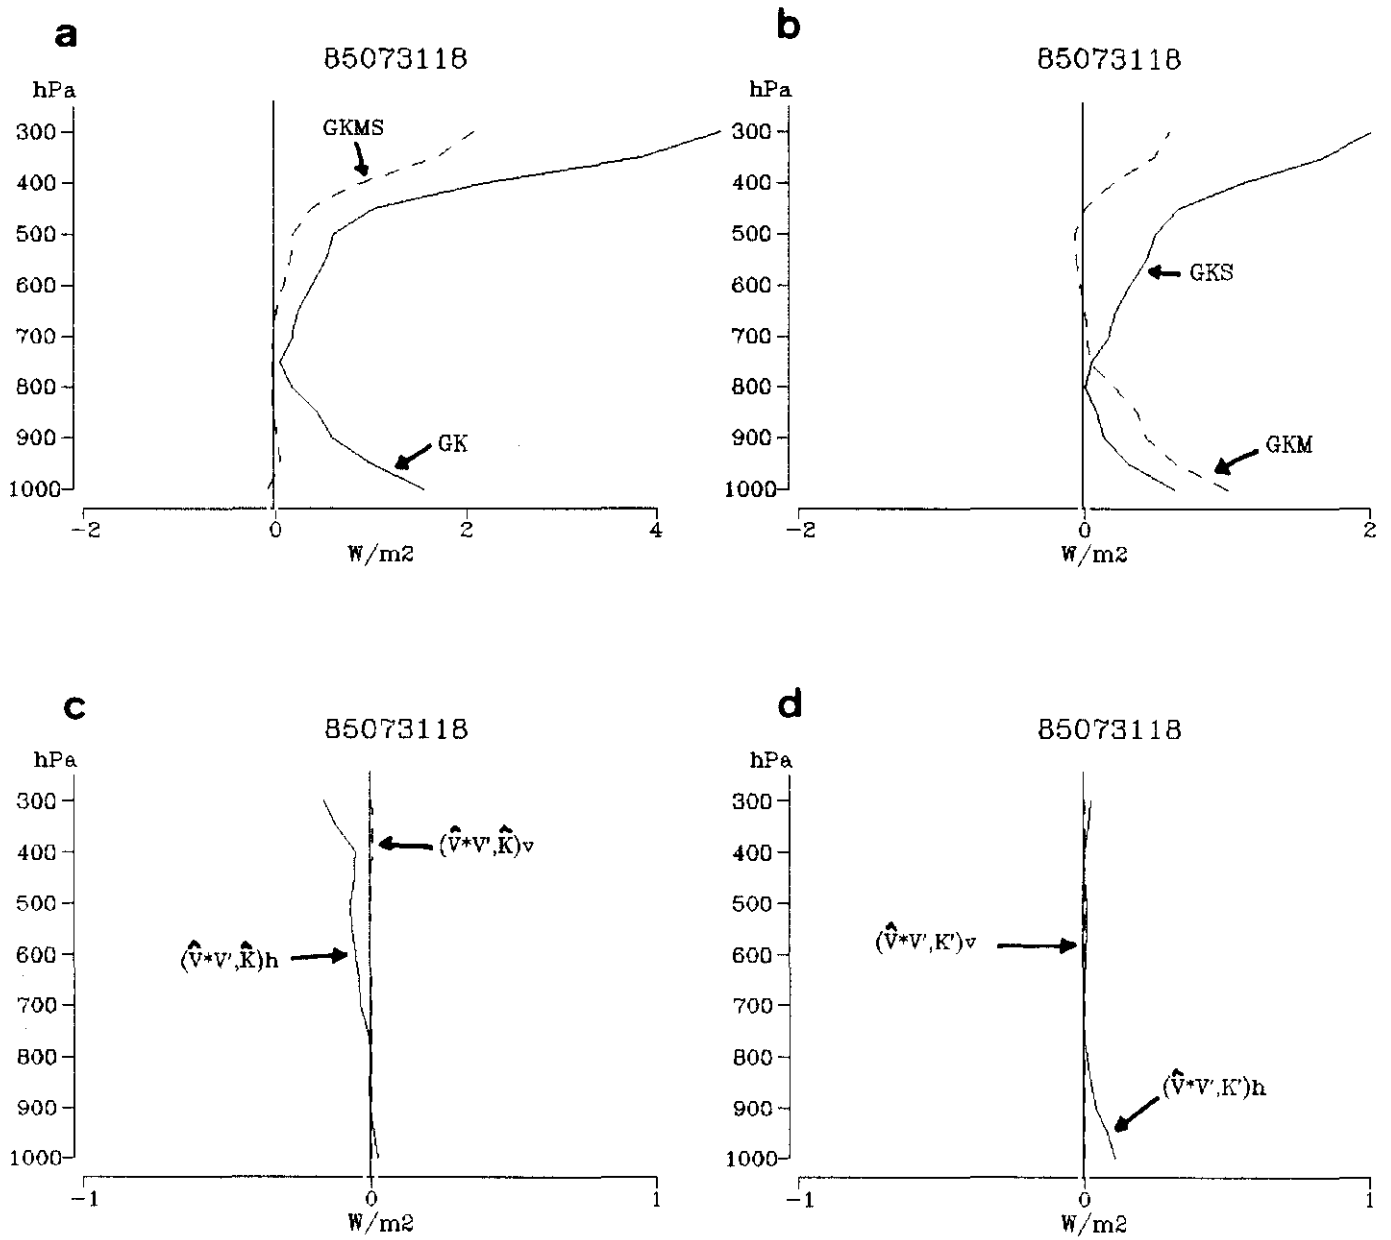 a
85073118
hPa
300
400
500
600
700
800
900
1000
GKMS
GK
-2 0 2 4
W/m2
b
85073118
hPa
300
400
500
600
700
800
900
1000
GKS
GKM
-2 0 2
W/m2
c
85073118
hPa
300
400
500
600
700
800
900
1000
(V̂*V',K̂)v
(V̂*V',K̂)h
-1 0 1
W/m2
d
85073118
hPa
300
400
500
600
700
800
900
1000
(V̂*V',K')v
(V̂*V',K')h
-1 0 1
W/m2